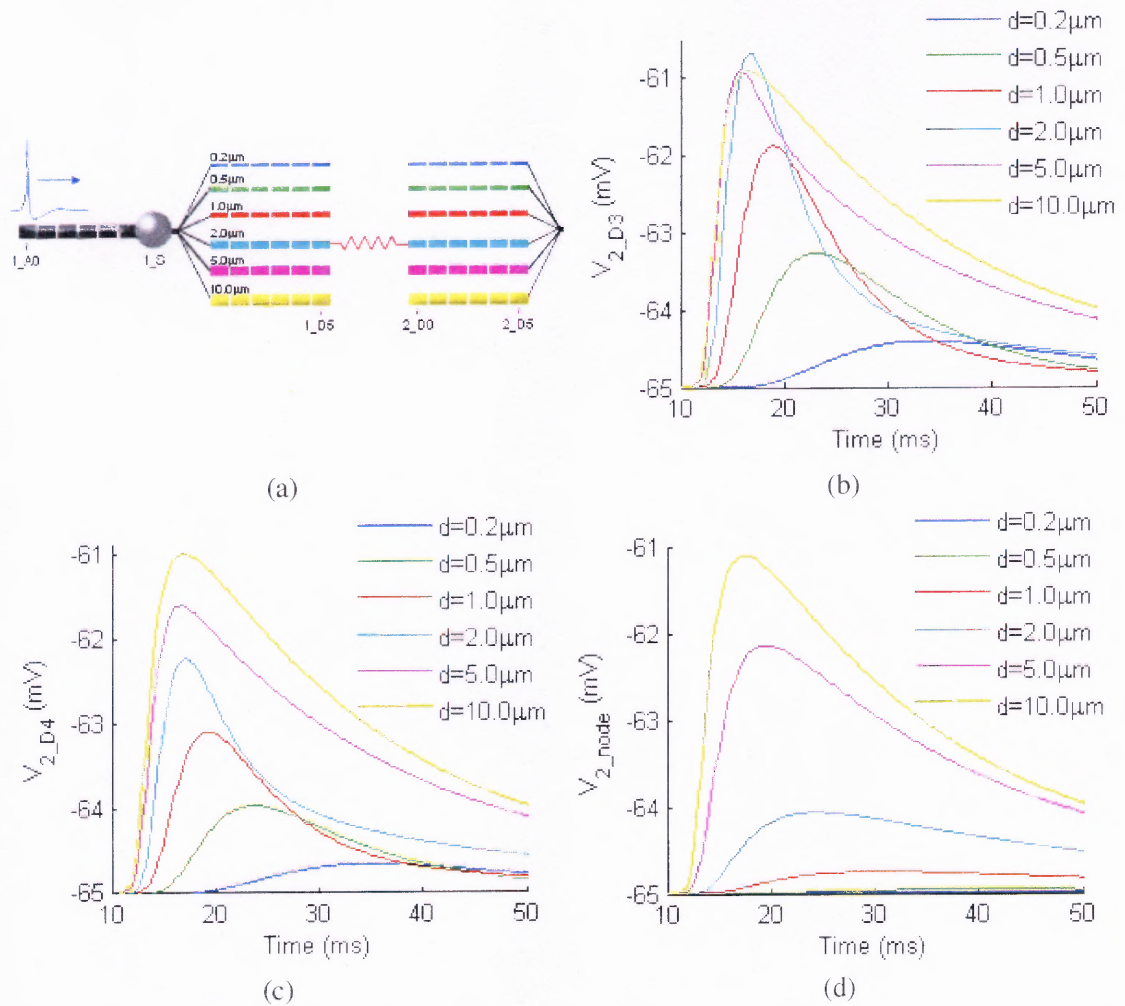 0.2μm
0.5μm
1.0μm
2.0μm
5.0μm
10.0μm
1_A0
1_S
1_D5
2_D0
2_D5
(a)
d=0.2μm
d=0.5μm
d=1.0μm
d=2.0μm
d=5.0μm
d=10.0μm
-61
-62
-63
-64
-65
V2_D3 (mV)
10 20 30 40 50
Time (ms)
(b)
d=0.2μm
d=0.5μm
d=1.0μm
d=2.0μm
d=5.0μm
d=10.0μm
-61
-62
-63
-64
-65
V2_D4 (mV)
10 20 30 40 50
Time (ms)
(c)
d=0.2μm
d=0.5μm
d=1.0μm
d=2.0μm
d=5.0μm
d=10.0μm
-61
-62
-63
-64
-65
V2_node (mV)
10 20 30 40 50
Time (ms)
(d)